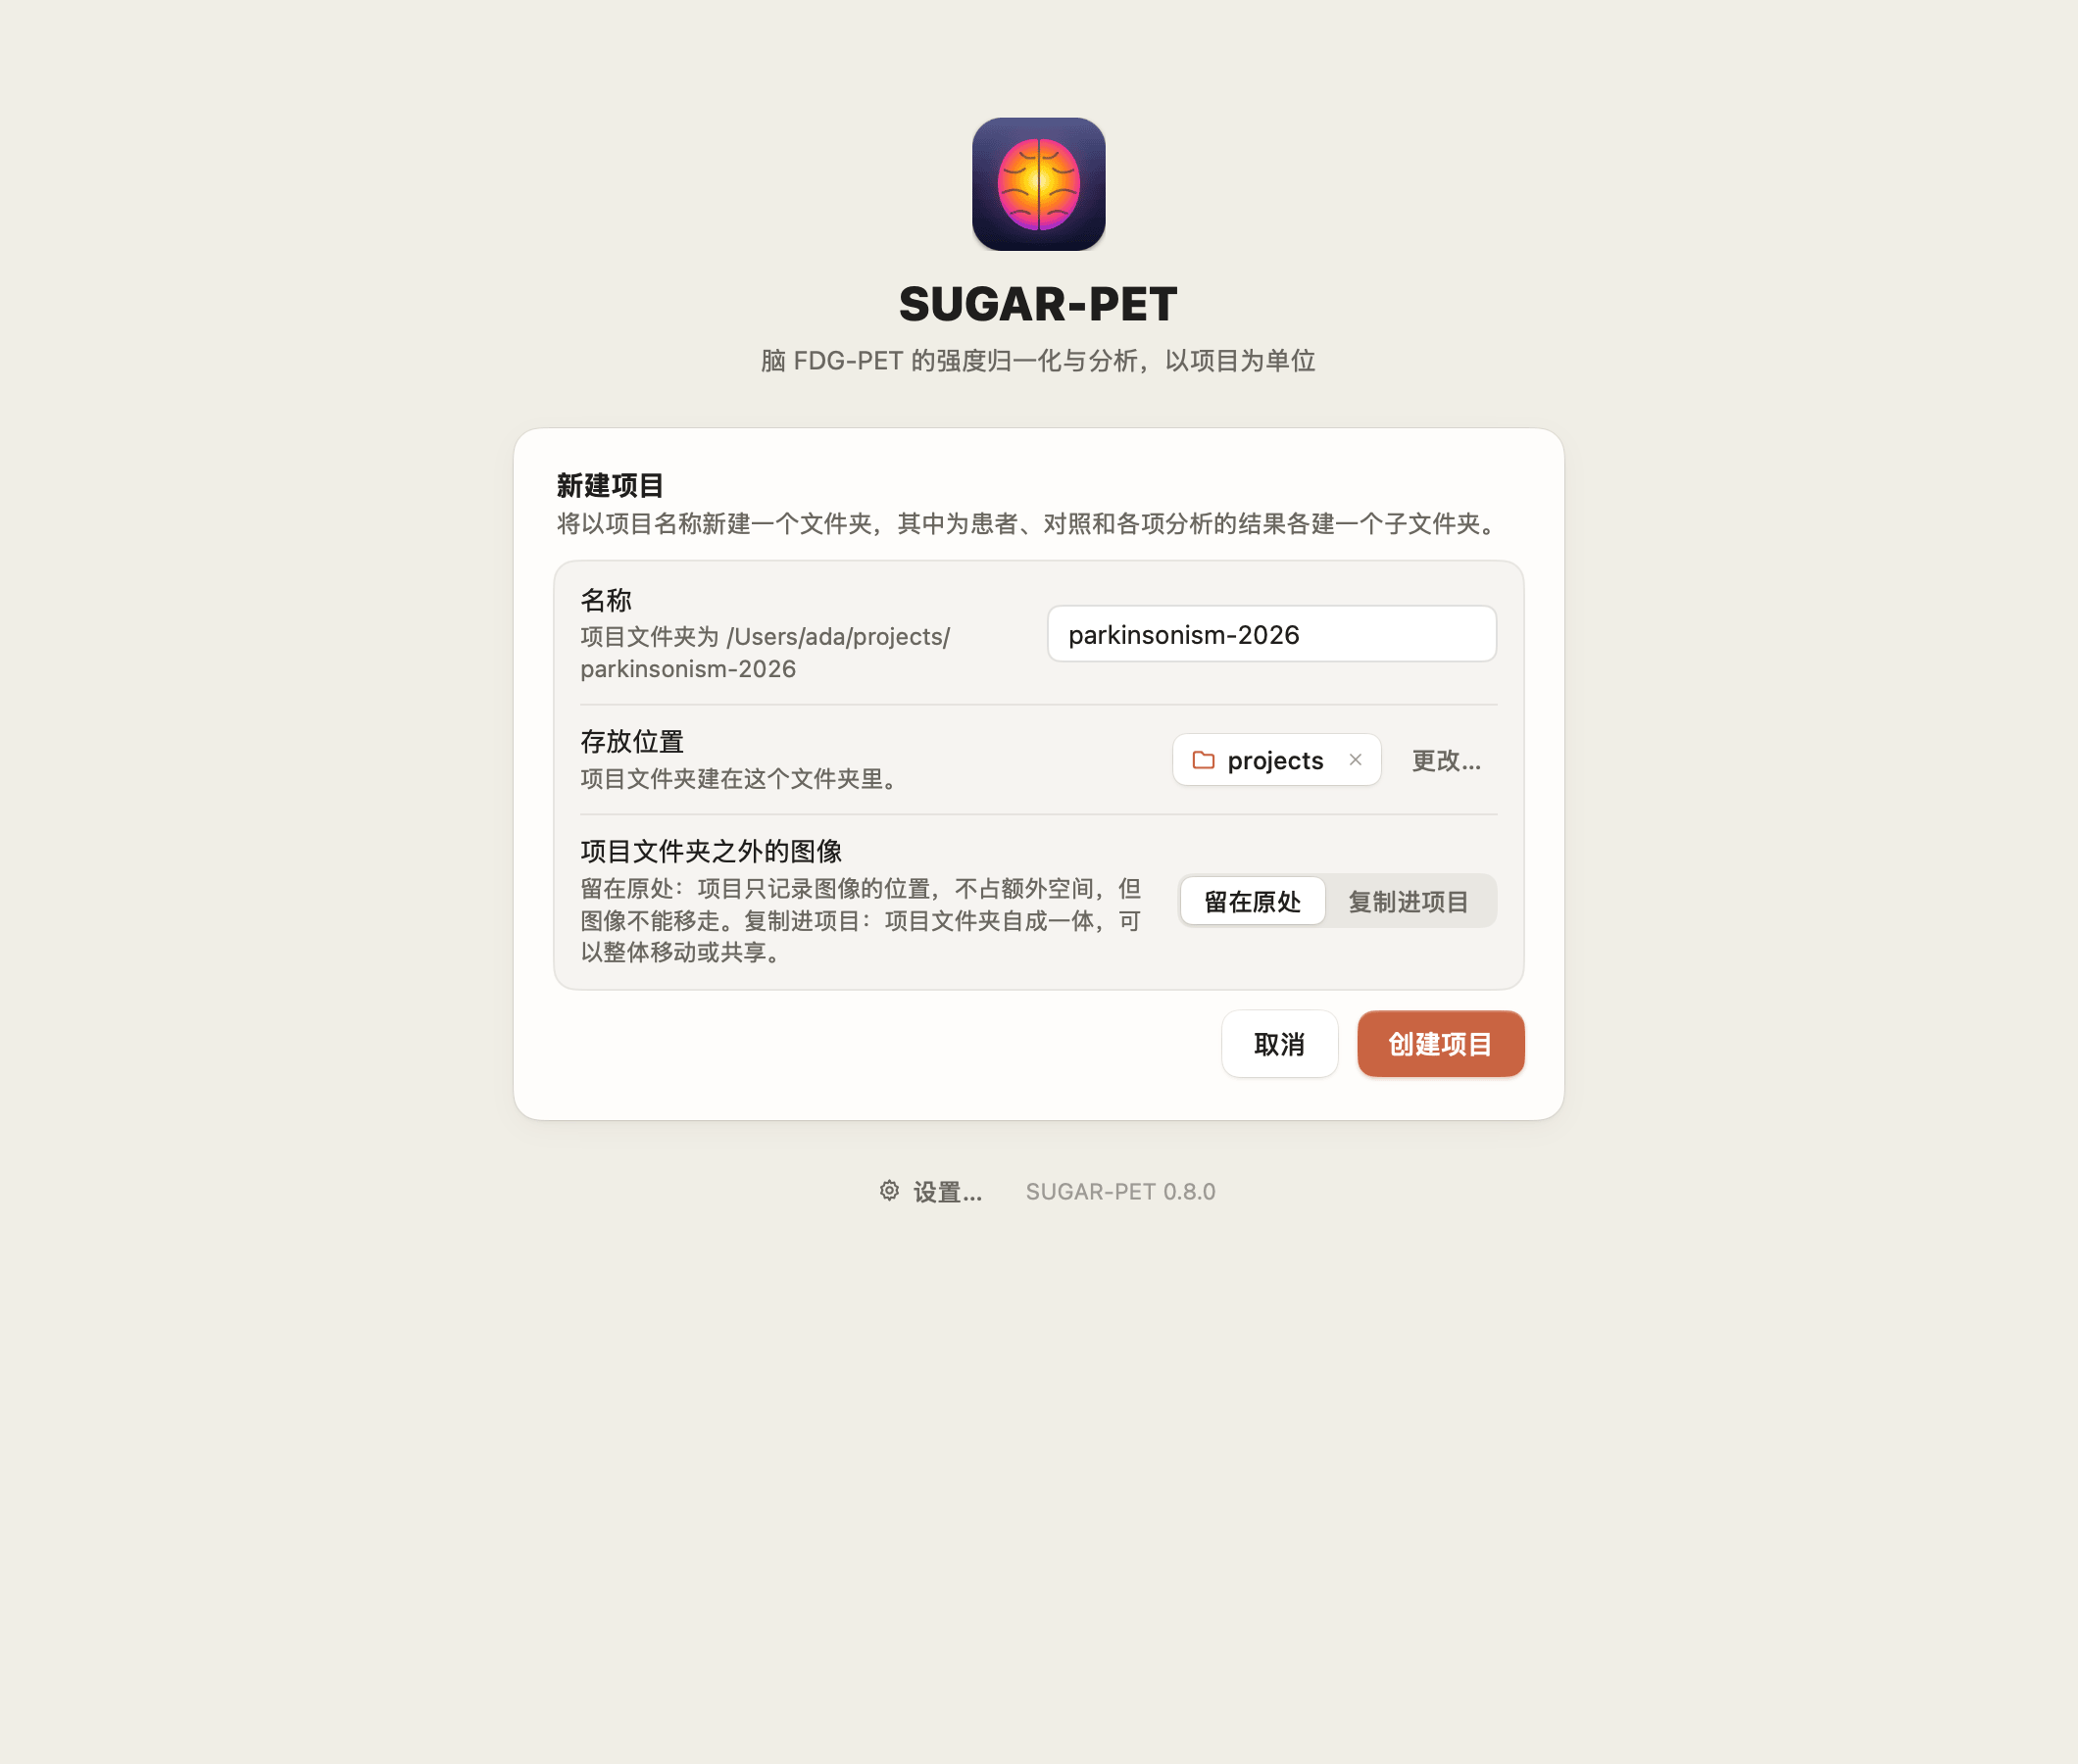 SUGAR-PET
脑 FDG-PET 的强度归一化与分析，以项目为单位
新建项目
将以项目名称新建一个文件夹，其中为患者、对照和各项分析的结果各建一个子文件夹。
名称
项目文件夹为 /Users/ada/projects/
parkinsonism-2026
parkinsonism-2026
存放位置
项目文件夹建在这个文件夹里。
projects × 更改...
项目文件夹之外的图像
留在原处：项目只记录图像的位置，不占额外空间，但
图像不能移走。复制进项目：项目文件夹自成一体，可
以整体移动或共享。
留在原处 复制进项目
取消 创建项目
设置... SUGAR-PET 0.8.0